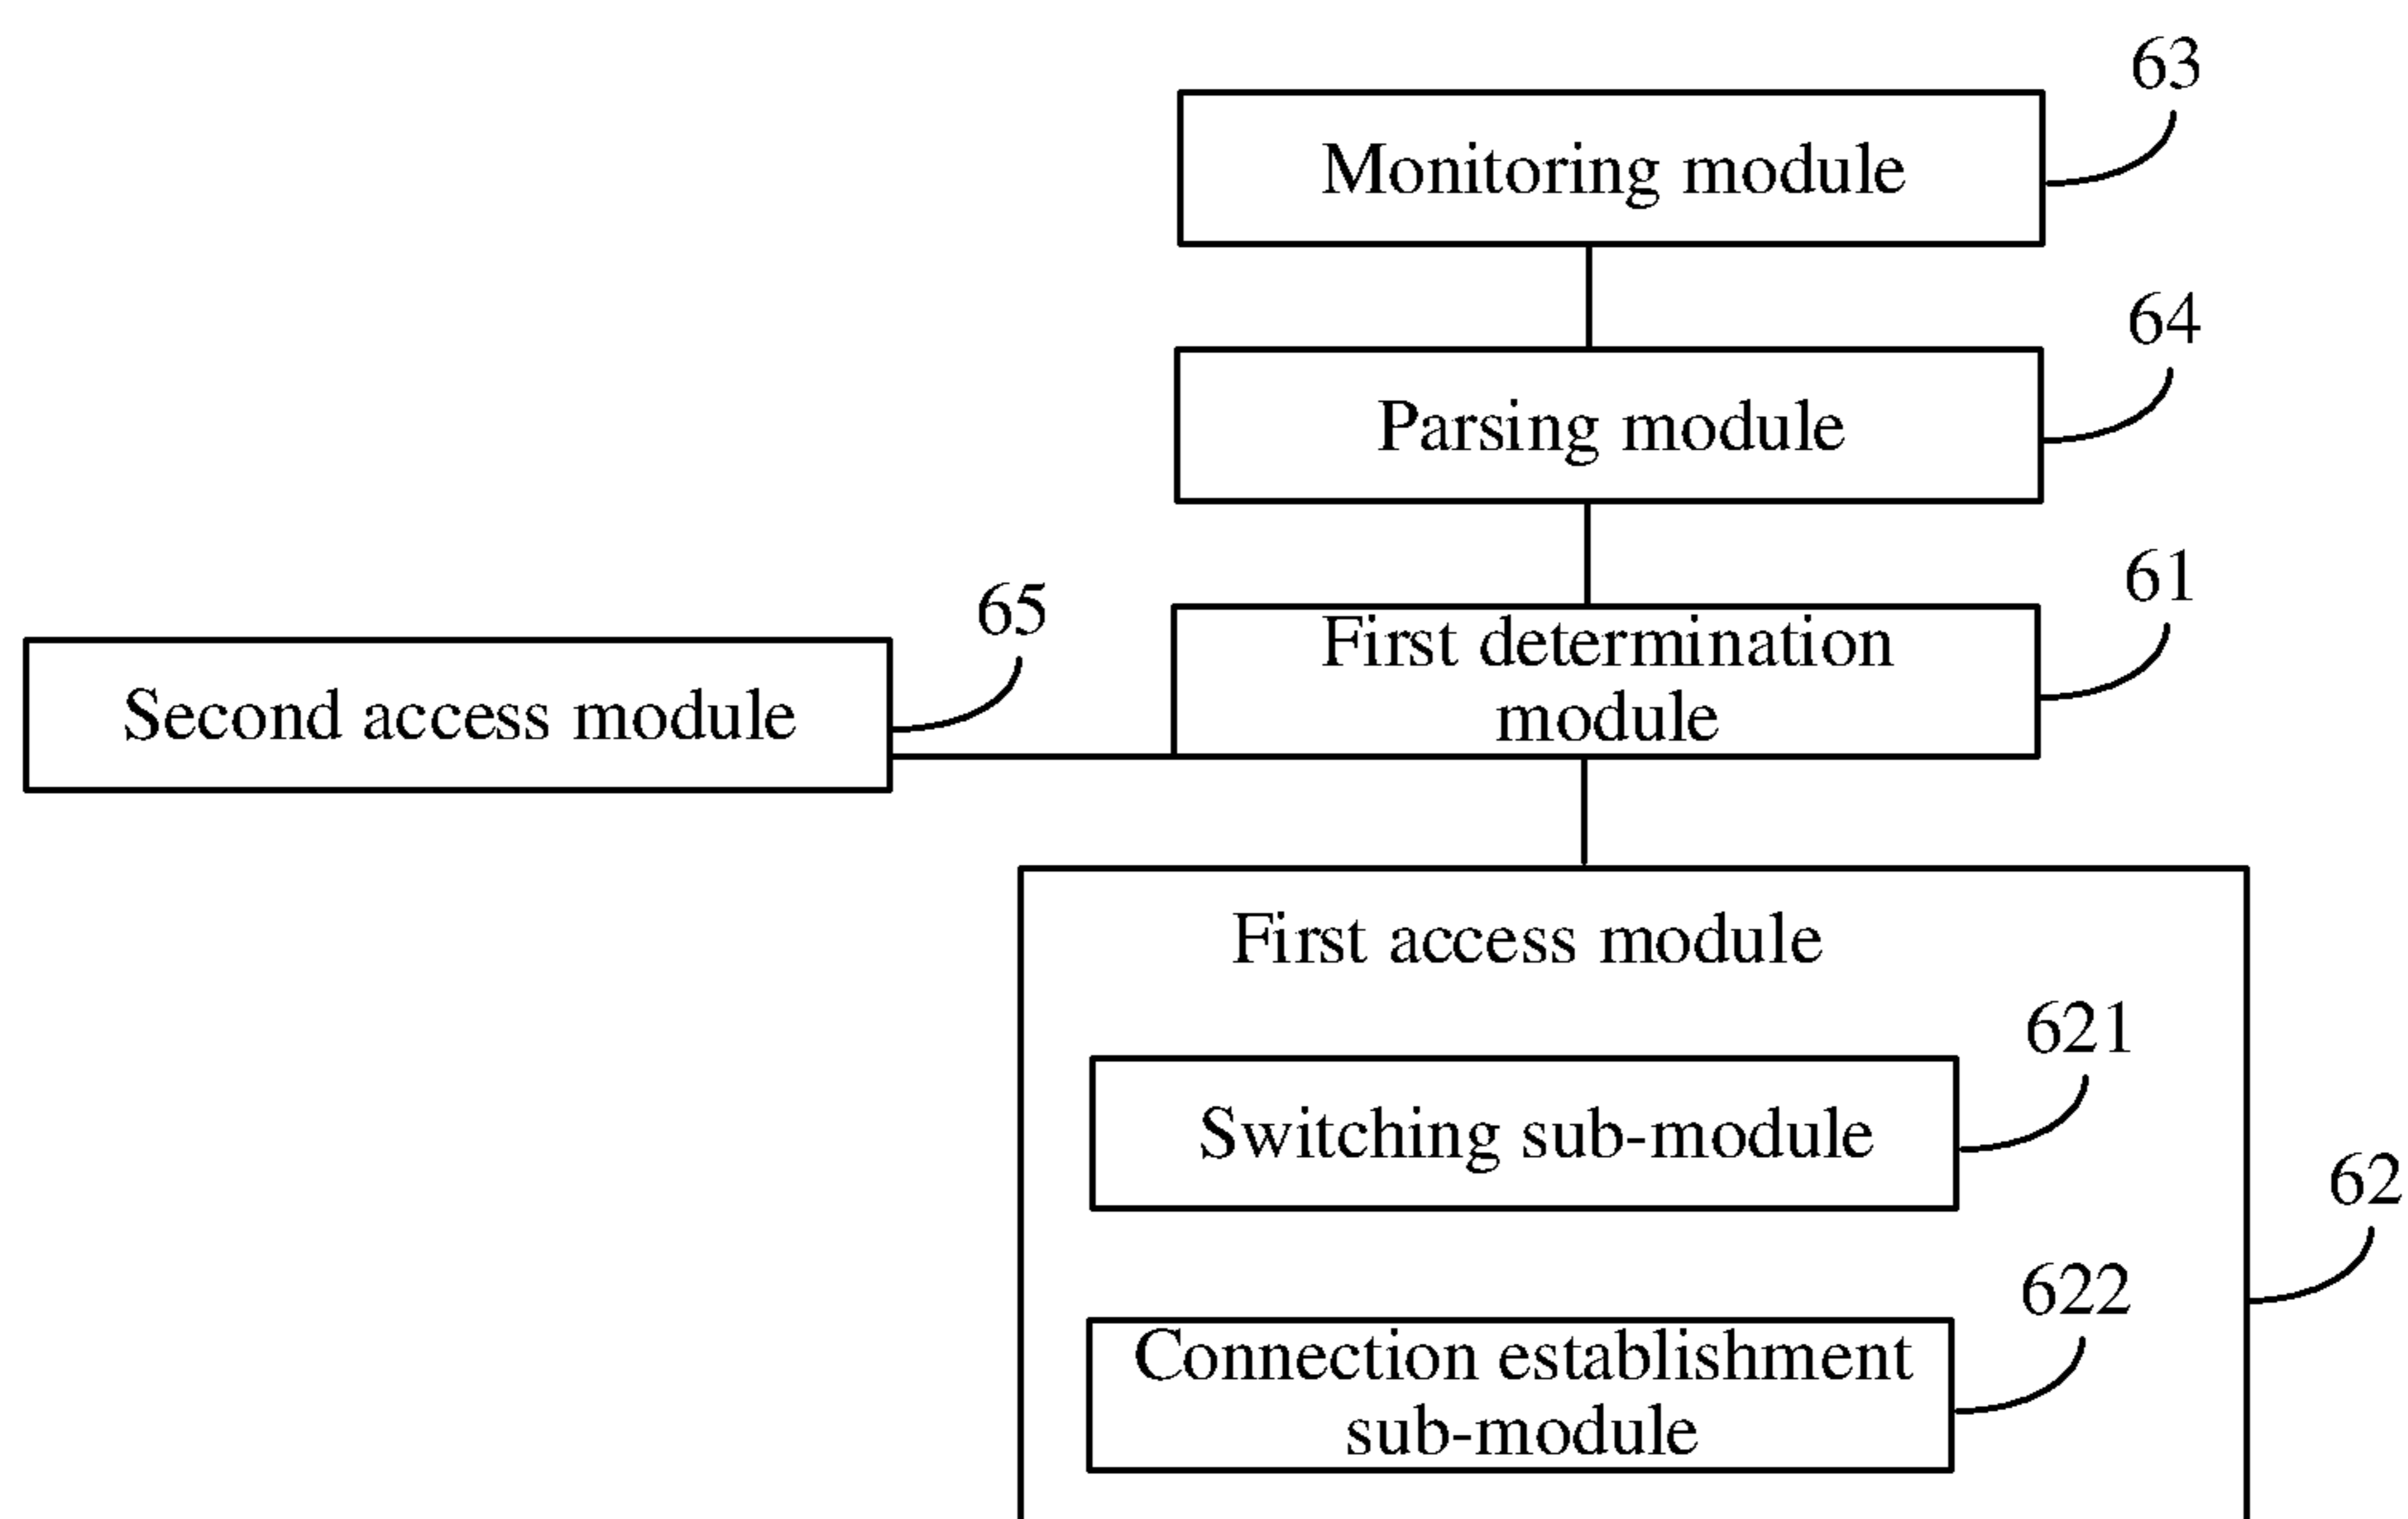 63
Monitoring module
64
Parsing module
61
First determination
module
65
Second access module
First access module
621
Switching sub-module
62
622
Connection establishment
sub-module